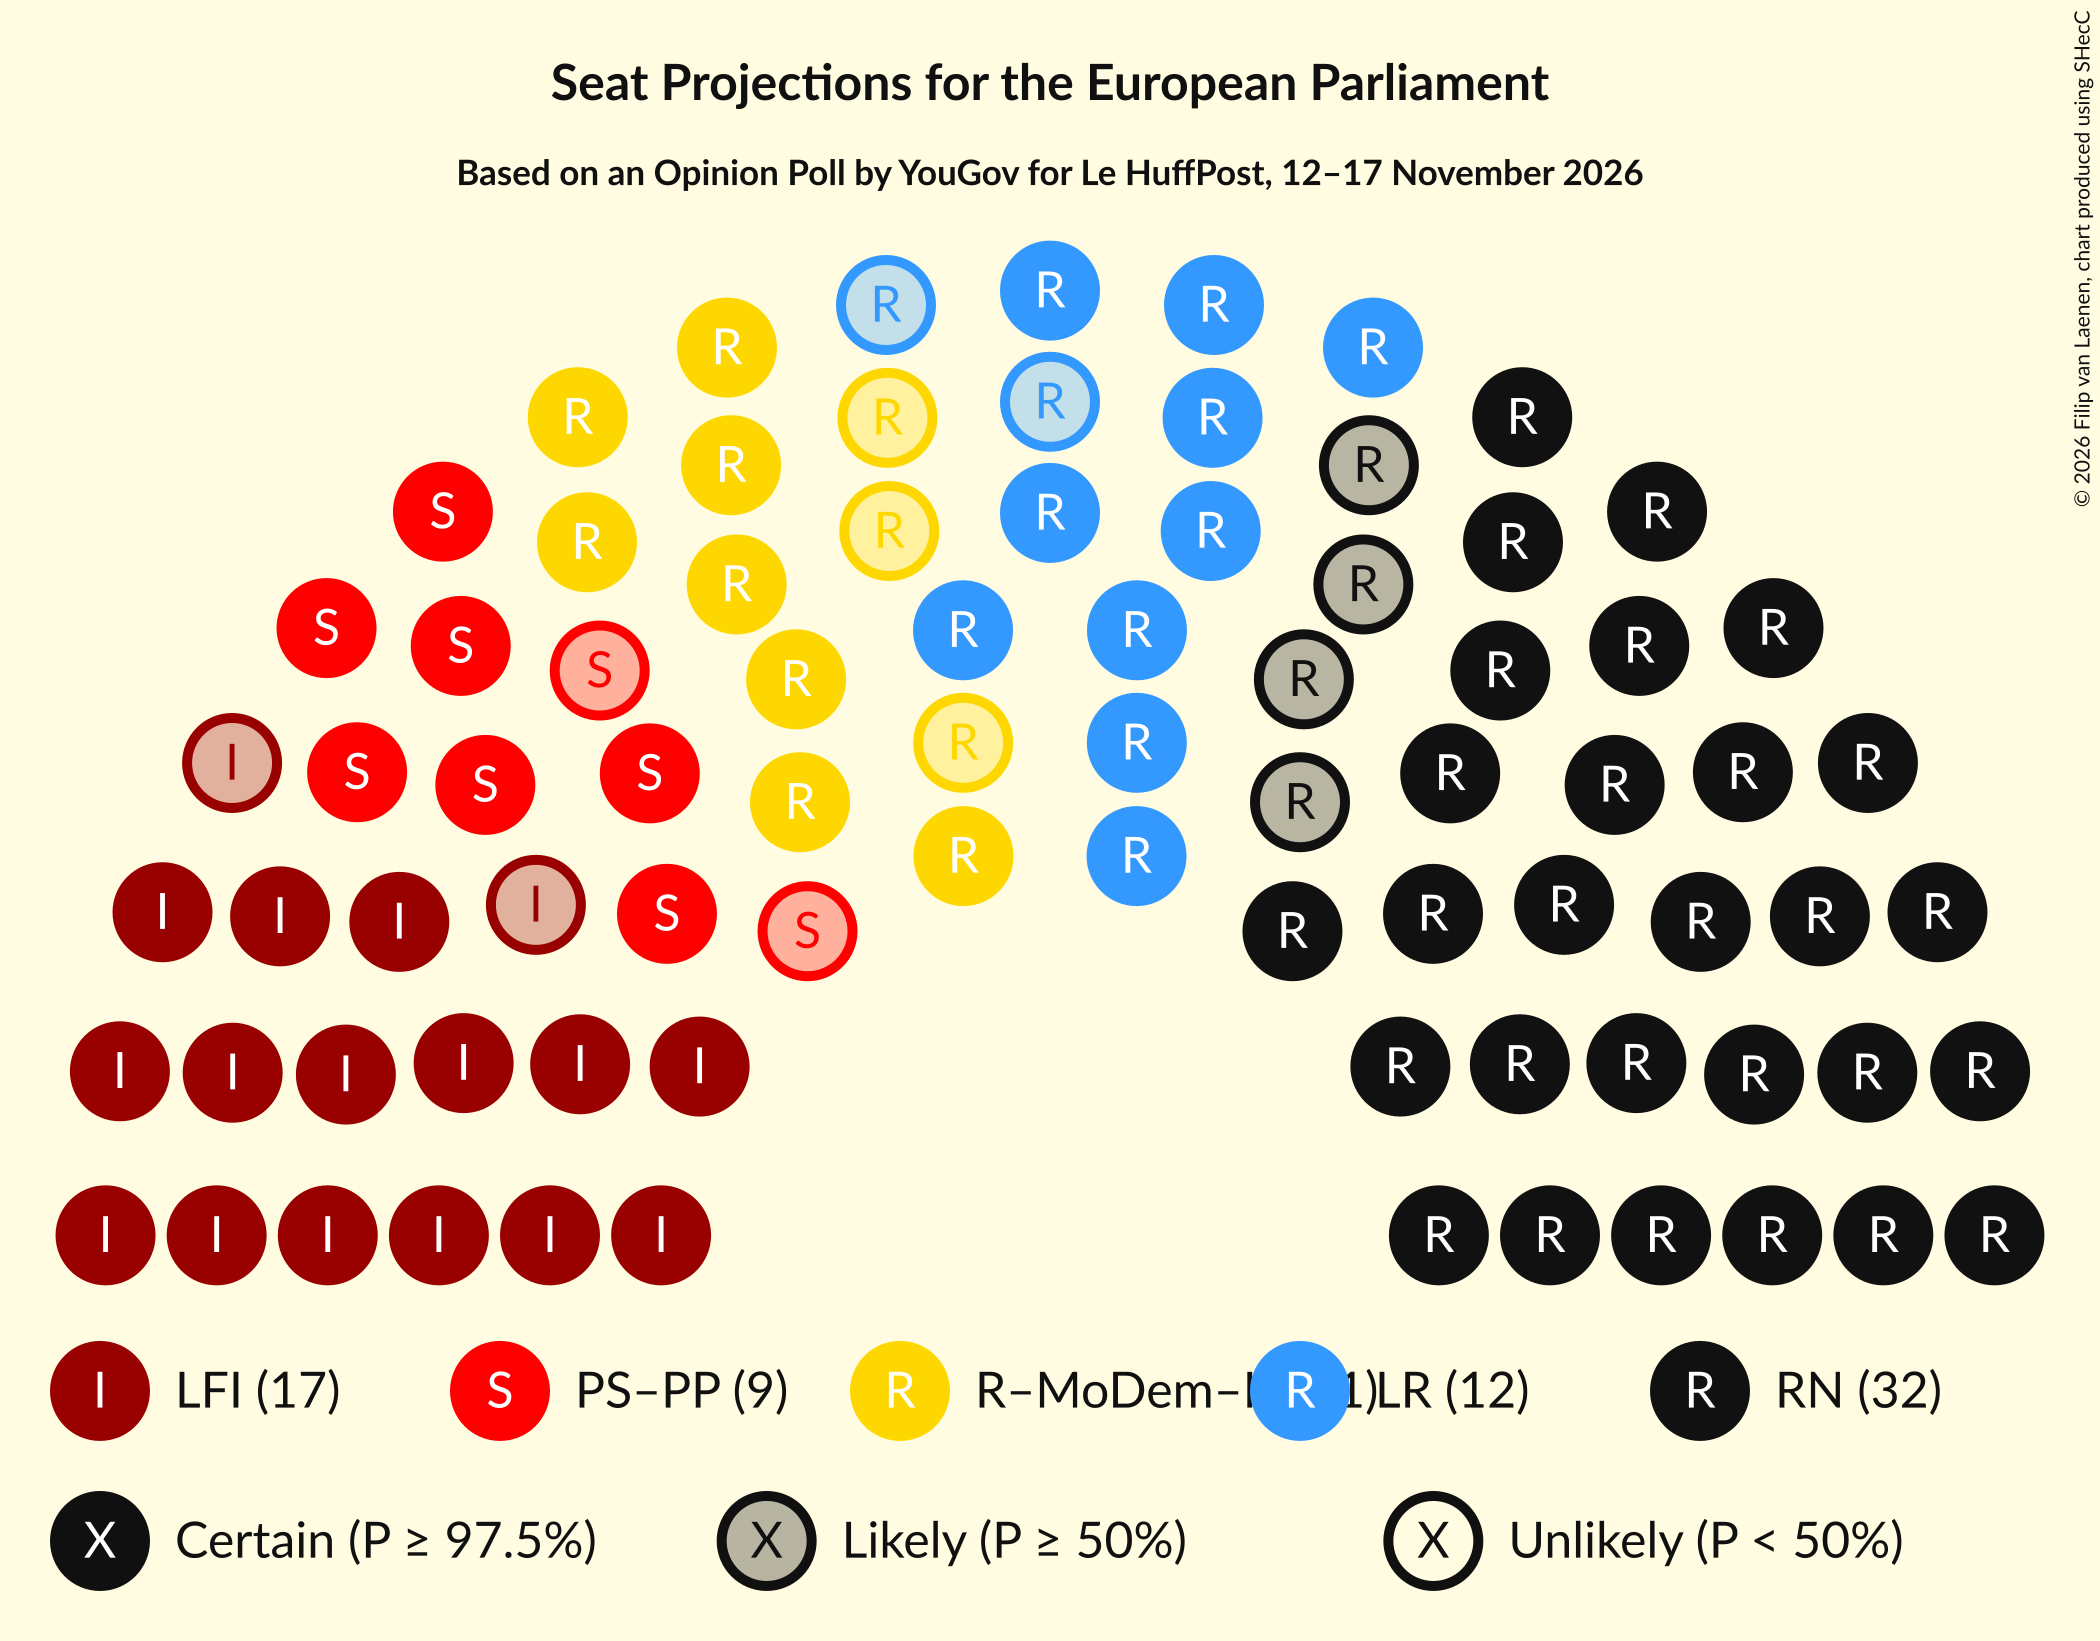 Seat Projections for the European Parliament
Based on an Opinion Poll by YouGov for Le HuffPost, 12–17 November 2026
© 2026 Filip van Laenen, chart produced using SHecC
R R R
R R
R R R R R
R R
S R R R R
R R
R R
S S R R R R
S R R R
I S S S R R R R R R
R R
R R
I I I I S S R R R R R R
I I I I I I R R R R R R
I I I I I I R R R R R R
I LFI (17) S PS–PP (9) R R–MoDem– 1) R LR (12) R RN (32)
X Certain (P ≥ 97.5%) X Likely (P ≥ 50%) X Unlikely (P < 50%)